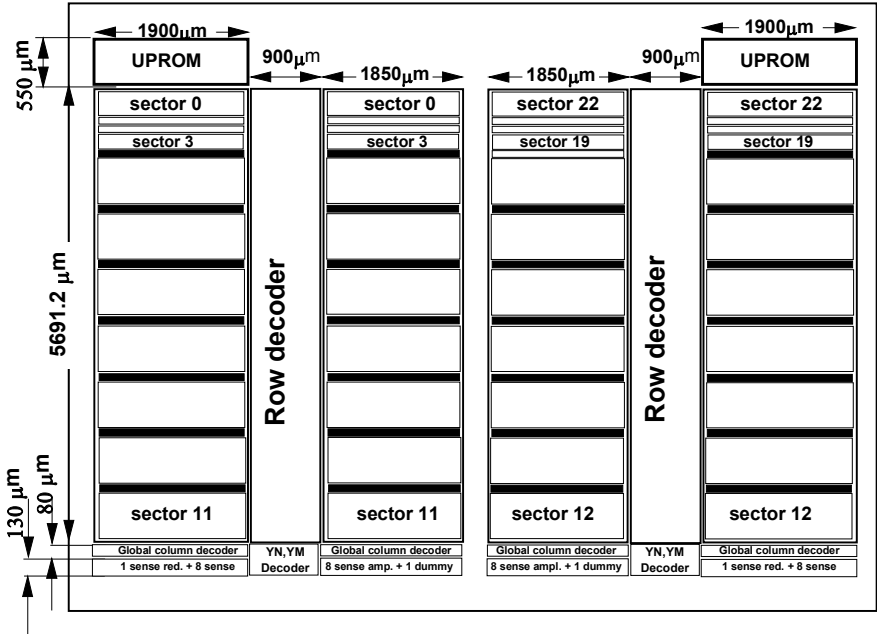 1900μm
1900μm
UPROM
900μm
900μm
UPROM
550 μm
1850μm
1850μm
sector 0
sector 0
sector 22
sector 22
sector 3
sector 3
sector 19
sector 19
5691.2 μm
Row decoder
Row decoder
sector 11
sector 11
sector 12
sector 12
130 μm
80 μm
Global column decoder
YN,YM
Global column decoder
Global column decoder
YN,YM
Global column decoder
1 sense red. + 8 sense
Decoder
8 sense amp. + 1 dummy
8 sense ampl. + 1 dummy
Decoder
1 sense red. + 8 sense